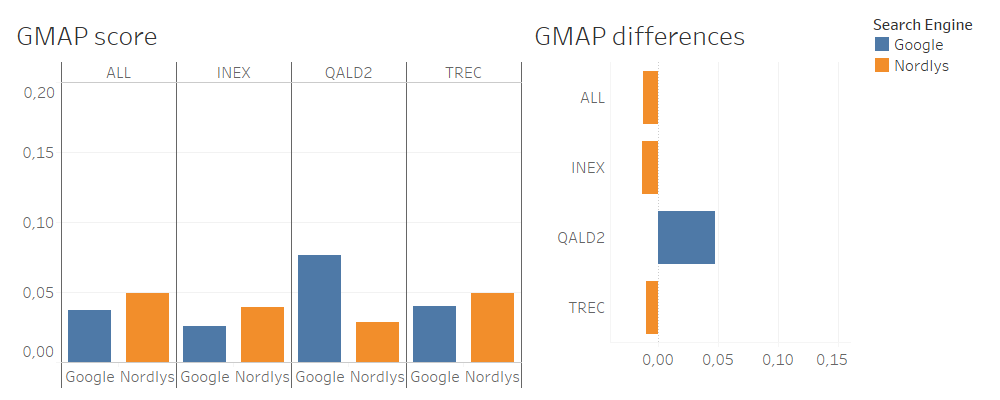 GMAP score
ALL INEX QALD2 TREC
0,20
0,15
0,10
0,05
0,00
Google Nordlys Google Nordlys Google Nordlys Google Nordlys
GMAP differences
ALL
INEX
QALD2
TREC
0,00 0,05 0,10 0,15
Search Engine
Google
Nordlys